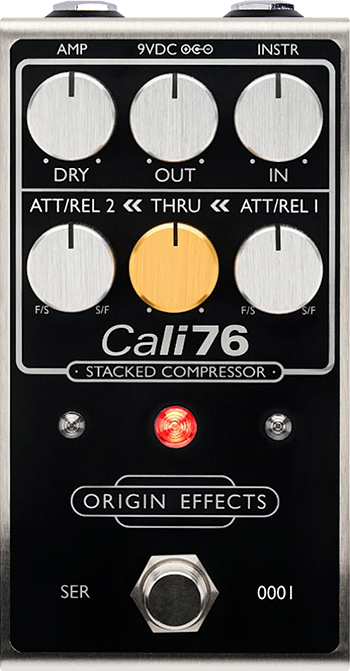 AMP 9VDC INSTR
DRY OUT IN
ATT/REL 2 « THRU « ATT/REL 1
F/S S/F F/S S/F
Cali76
· STACKED COMPRESSOR ·
ORIGIN EFFECTS
SER 0001